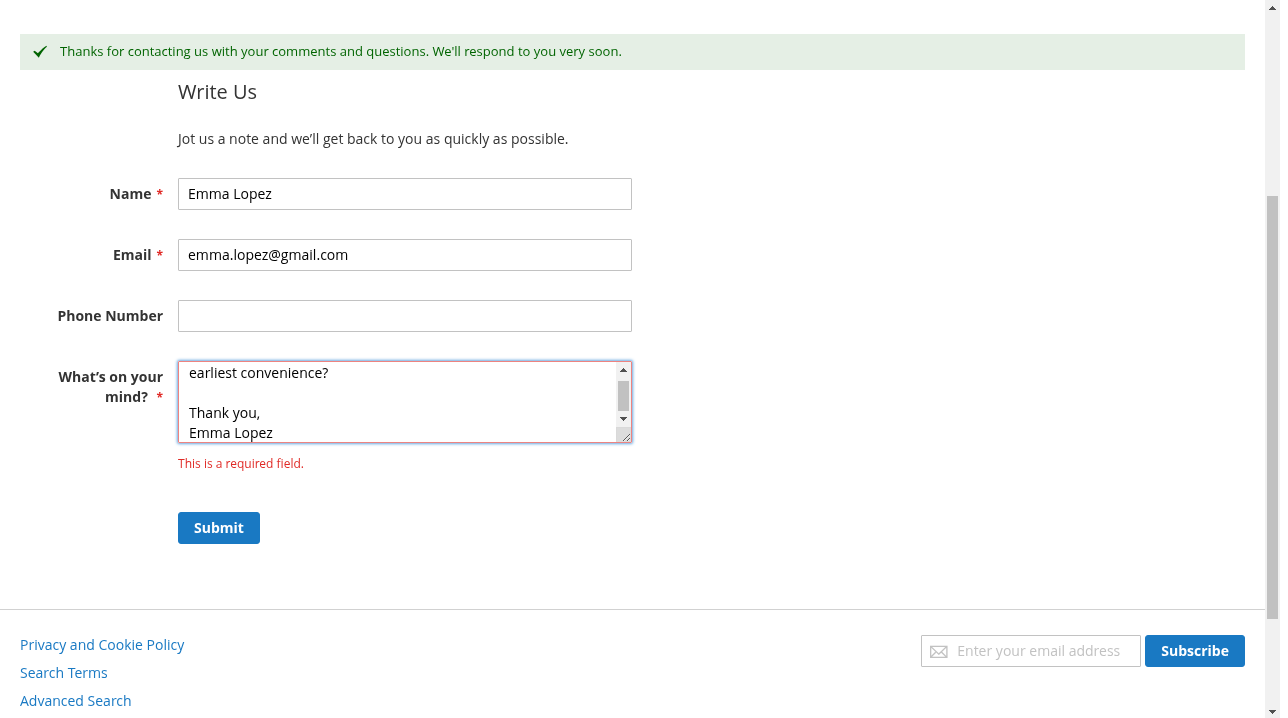 Thanks for contacting us with your comments and questions. We'll respond to you very soon.
Write Us
Jot us a note and we’ll get back to you as quickly as possible.
Name *
Emma Lopez
Email *
emma.lopez@gmail.com
Phone Number
What’s on your
mind? *
earliest convenience?
Thank you,
Emma Lopez
This is a required field.
Submit
Privacy and Cookie Policy
Search Terms
Advanced Search
Enter your email address
Subscribe